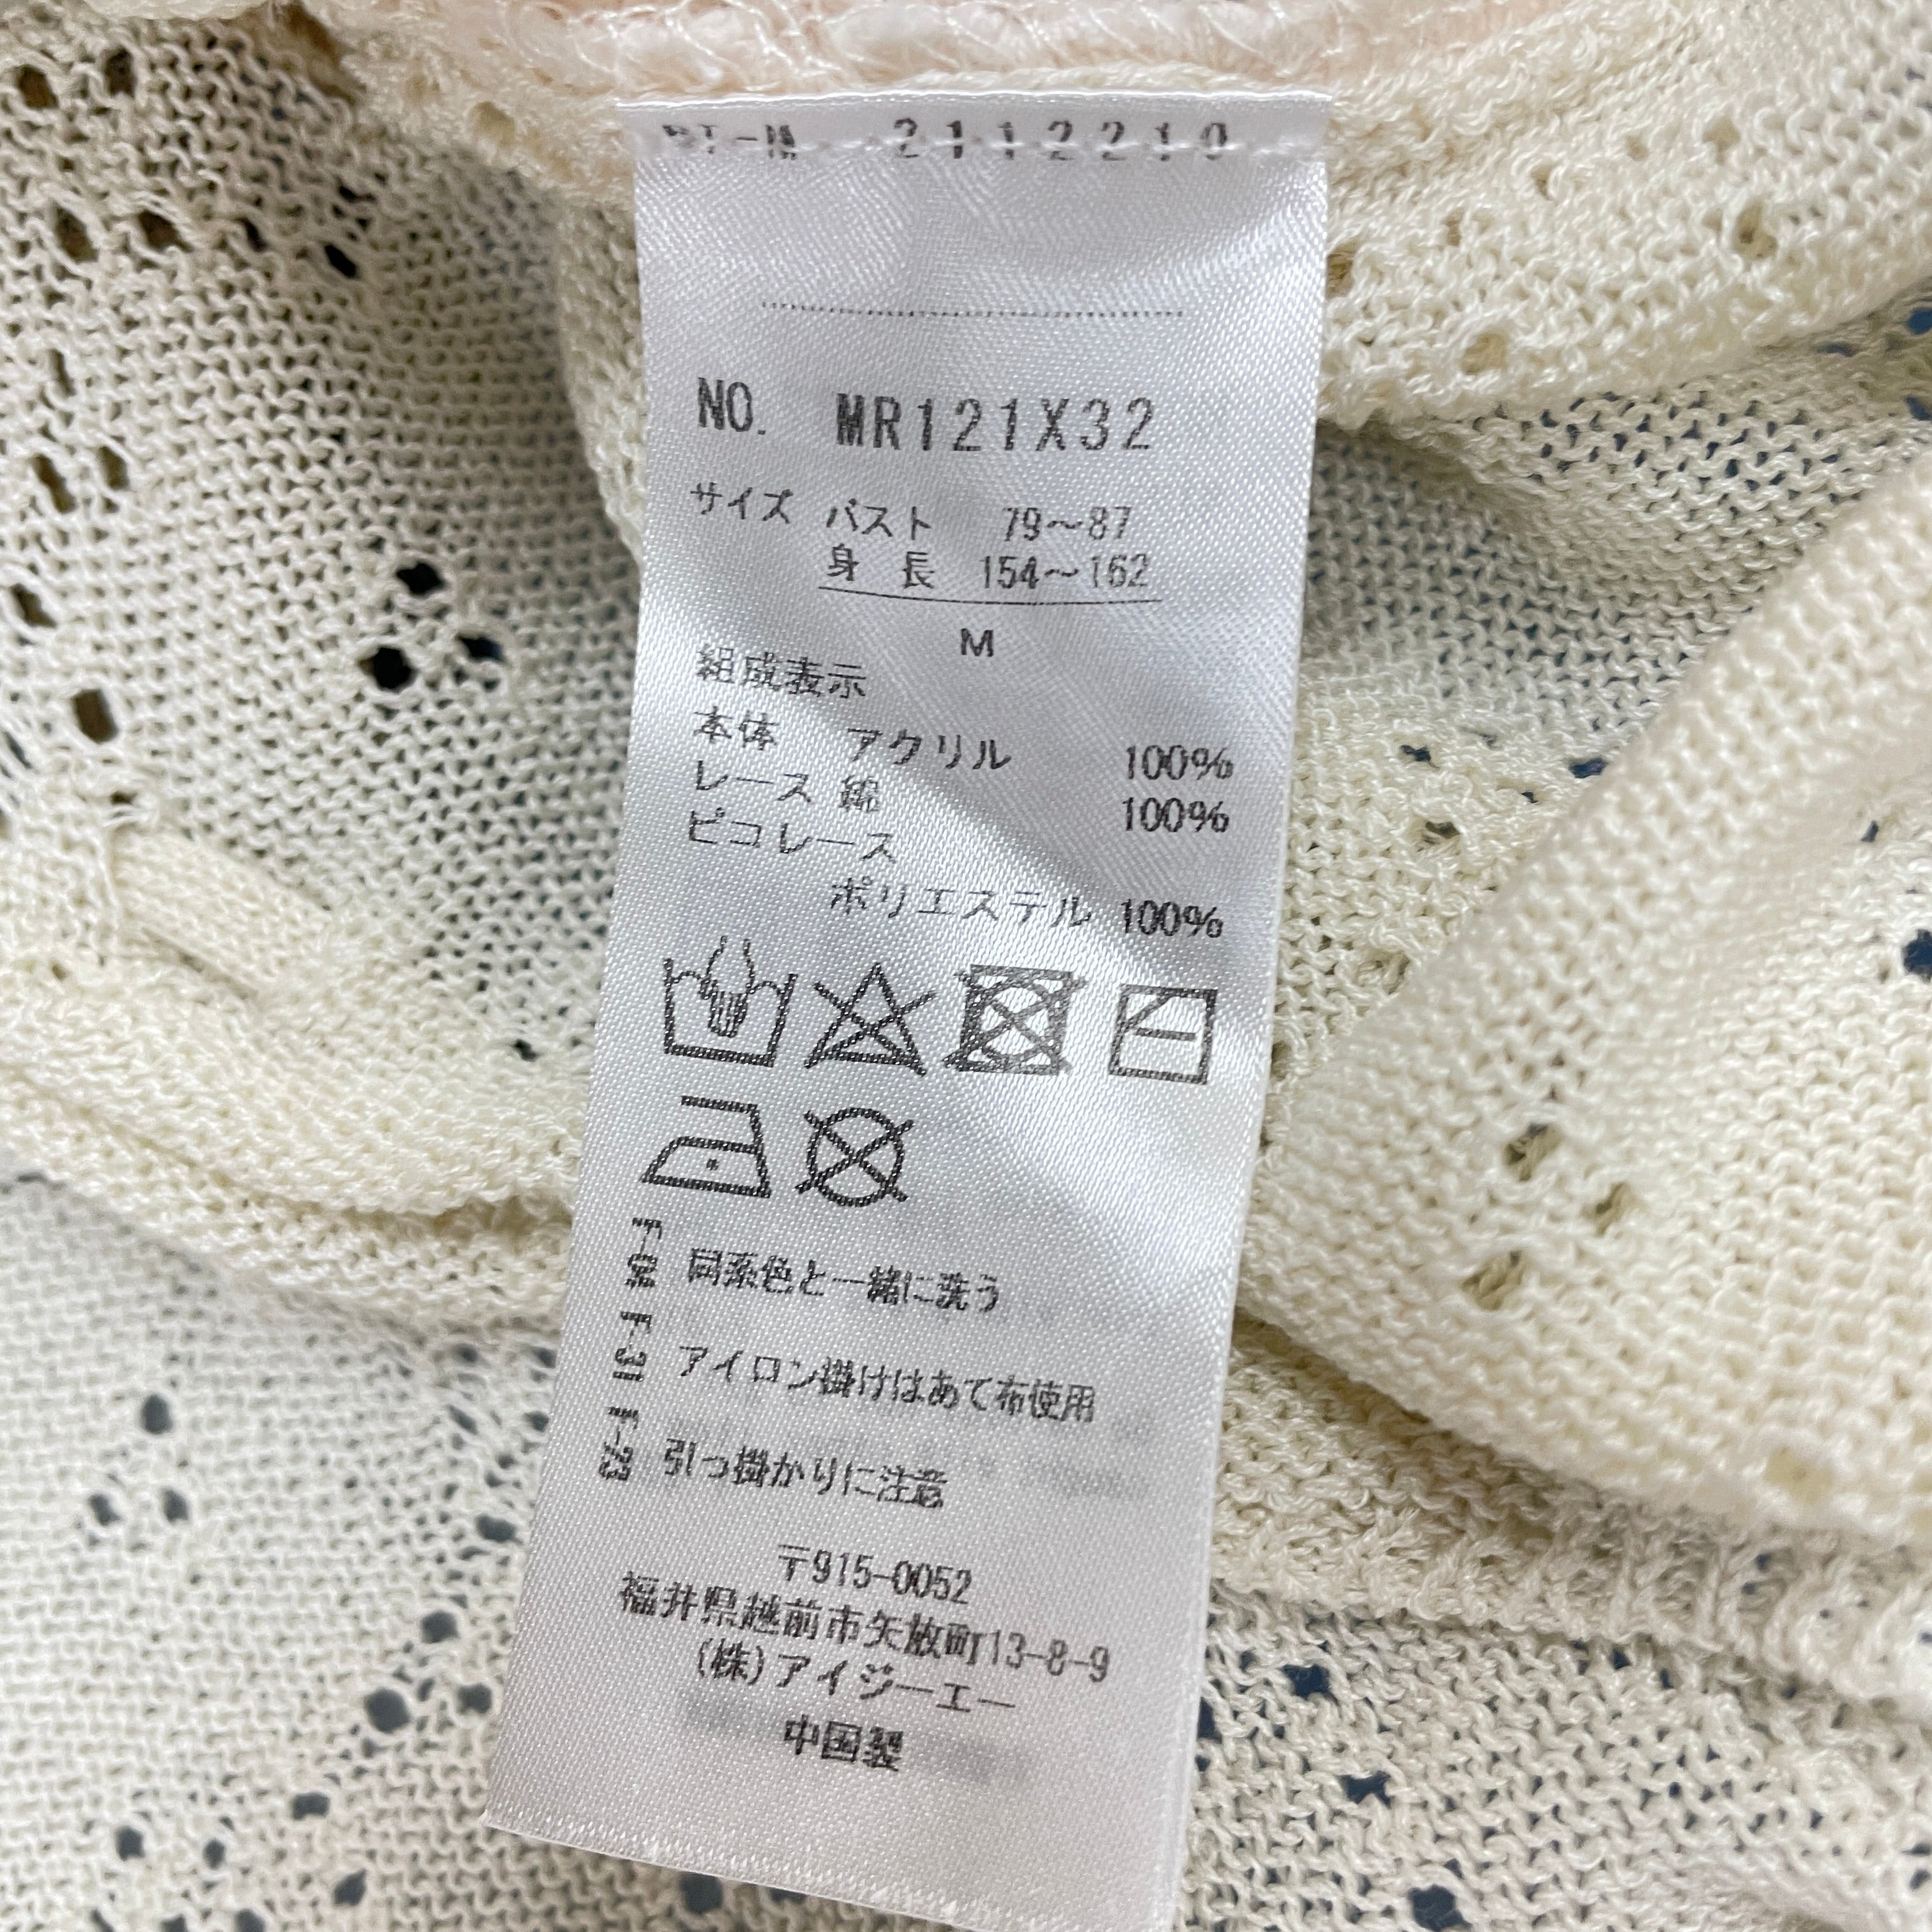 2112210
NO. MR121X32
サイズ バスト 79～87
身長 154～162
M
組成表示
本体 アクリル 100%
レース 綿 100%
ピコレース
ポリエステル 100%
F-04 同系色と一緒に洗う
F-31 アイロン掛けはあて布使用
F-23 引っ掛かりに注意
〒915-0052
福井県越前市矢放町13-8-9
(株)アイジーエー
中国製